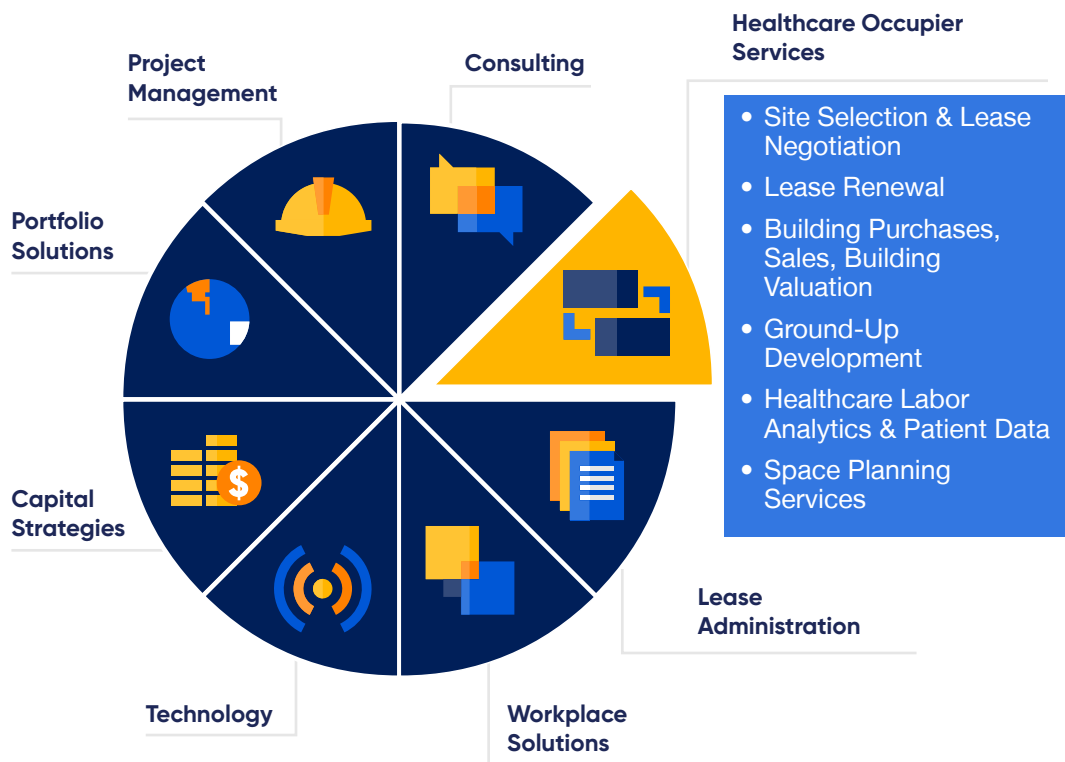 Healthcare Occupier
Services
Project
Management
Consulting
• Site Selection & Lease
Negotiation
• Lease Renewal
• Building Purchases,
Sales, Building
Valuation
• Ground-Up
Development
• Healthcare Labor
Analytics & Patient Data
• Space Planning
Services
Portfolio
Solutions
$
Capital
Strategies
Lease
Administration
Technology
Workplace
Solutions